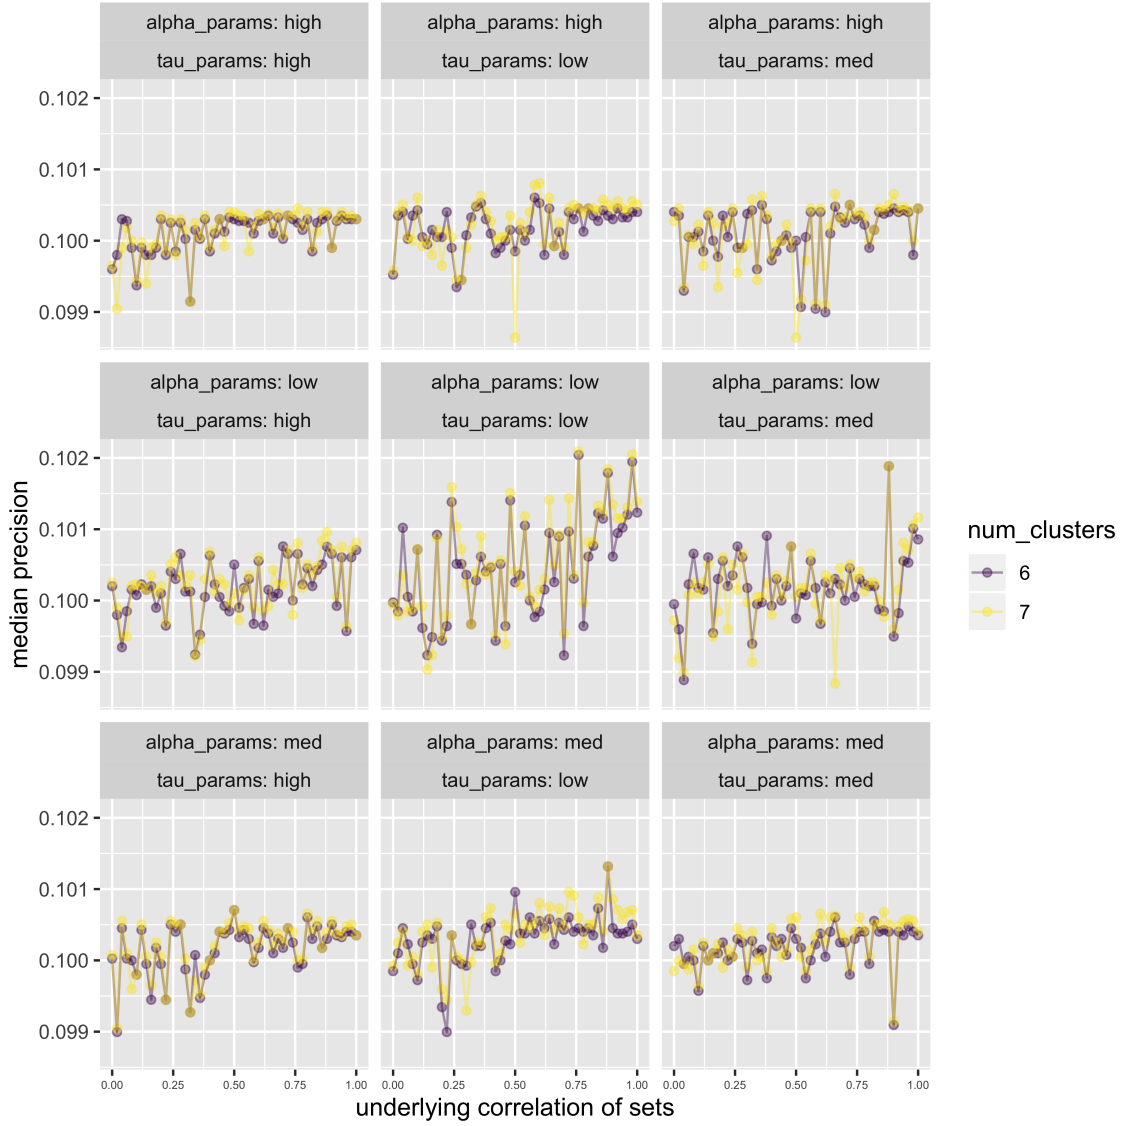 alpha_params: high
tau_params: high
alpha_params: high
tau_params: low
alpha_params: high
tau_params: med
0.102
0.101
0.100
0.099
alpha_params: low
tau_params: high
alpha_params: low
tau_params: low
alpha_params: low
tau_params: med
0.102
0.101
0.100
0.099
alpha_params: med
tau_params: high
alpha_params: med
tau_params: low
alpha_params: med
tau_params: med
0.102
0.101
0.100
0.099
0.00 0.25 0.50 0.75 1.00
0.00 0.25 0.50 0.75 1.00
0.00 0.25 0.50 0.75 1.00
underlying correlation of sets
median precision
num_clusters
6
7